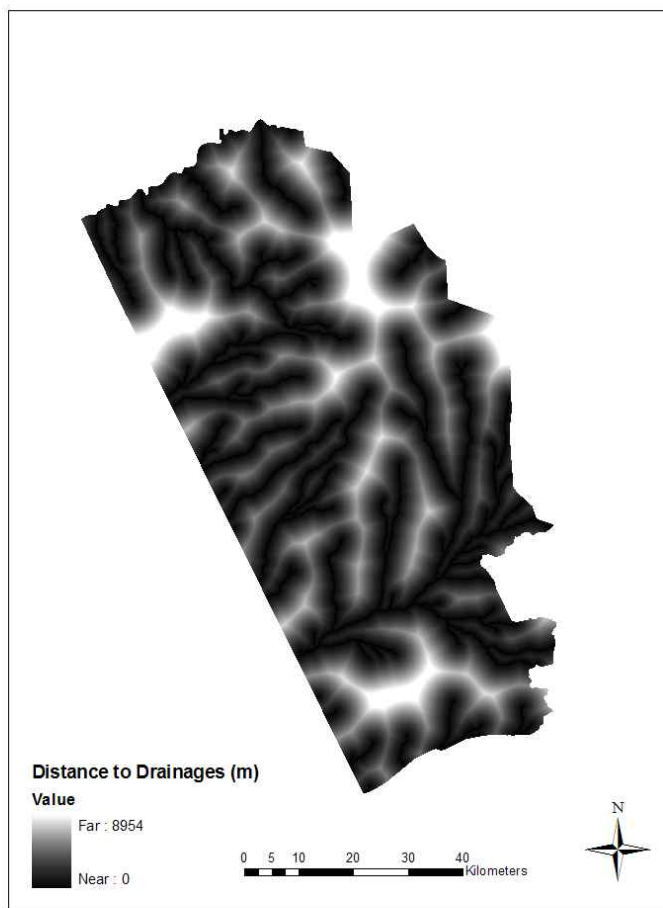 Distance to Drainages (m)
Value
Far : 8954
Near : 0
N
0 5 10 20 30 40
Kilometers